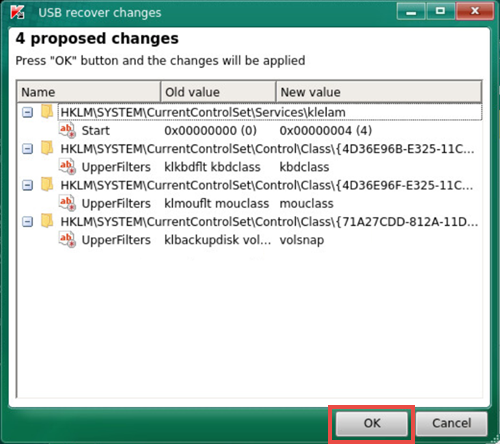 USB recover changes
4 proposed changes
Press "OK" button and the changes will be applied
Name Old value New value
HKLM\SYSTEM\CurrentControlSet\Services\klelam
Start 0x00000000 (0) 0x00000004 (4)
HKLM\SYSTEM\CurrentControlSet\Control\Class\{4D36E96B-E325-11C...
UpperFilters klkbdflt kbdclass kbdclass
HKLM\SYSTEM\CurrentControlSet\Control\Class\{4D36E96F-E325-11C...
UpperFilters klmouflt mouclass mouclass
HKLM\SYSTEM\CurrentControlSet\Control\Class\{71A27CDD-812A-11D...
UpperFilters klbackupdisk vol... volsnap
OK Cancel